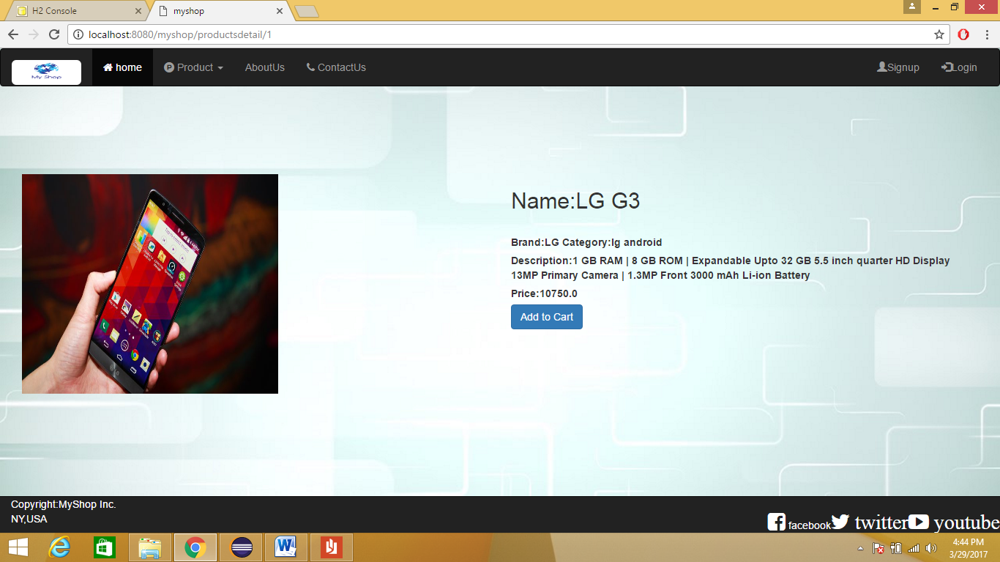 H2 Console
myshop
localhost:8080/myshop/productsdetail/1
My Shop
home
P Product
AboutUs
ContactUs
Signup
Login
Name:LG G3
Brand:LG Category:lg android
Description:1 GB RAM | 8 GB ROM | Expandable Upto 32 GB 5.5 inch quarter HD Display
13MP Primary Camera | 1.3MP Front 3000 mAh Li-ion Battery
Price:10750.0
Add to Cart
Copyright:MyShop Inc.
NY,USA
facebook twitter youtube
4:44 PM
3/29/2017